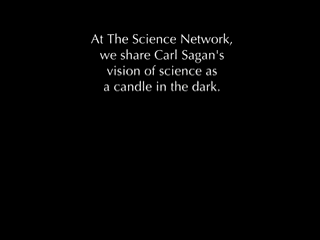 At The Science Network,
we share Carl Sagan's
vision of science as
a candle in the dark.